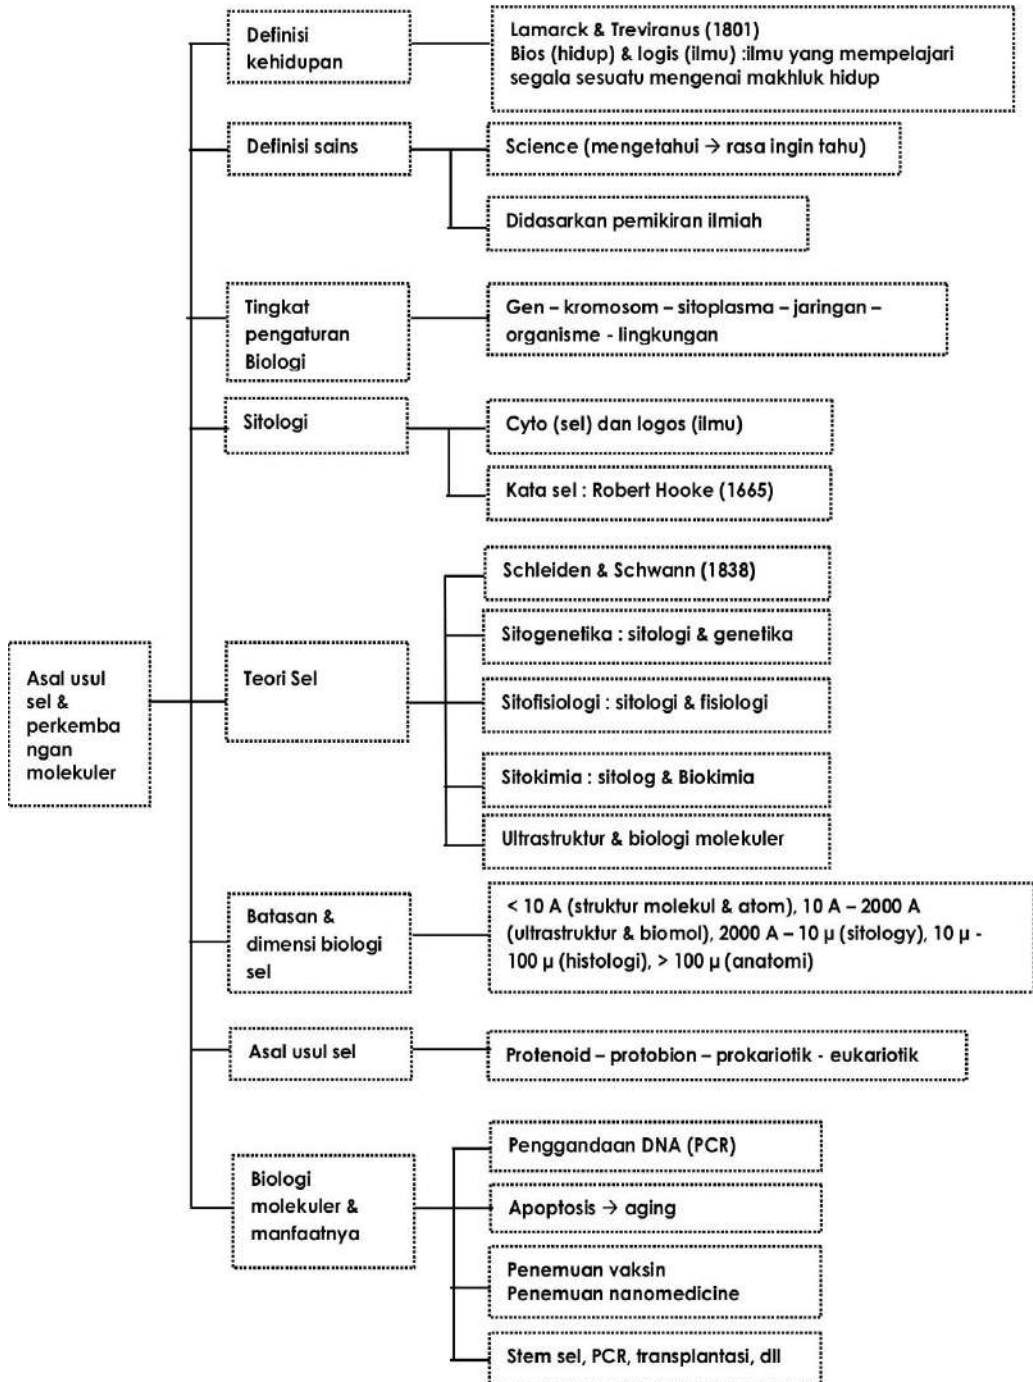 Definisi
kehidupan
Lamarck & Treviranus (1801)
Bios (hidup) & logis (ilmu) :ilmu yang mempelajari
segala sesuatu mengenai makhluk hidup
Definisi sains
Science (mengetahui → rasa ingin tahu)
Didasarkan pemikiran ilmiah
Tingkat
pengaturan
Biologi
Gen – kromosom – sitoplasma – jaringan –
organisme - lingkungan
Sitologi
Cyto (sel) dan logos (ilmu)
Kata sel : Robert Hooke (1665)
Asal usul
sel &
perkemba
ngan
molekuler
Teori Sel
Schleiden & Schwann (1838)
Sitogenetika : sitologi & genetika
Sitofisiologi : sitologi & fisiologi
Sitokimia : sitolog & Biokimia
Ultrastruktur & biologi molekuler
Batasan &
dimensi biologi
sel
< 10 A (struktur molekul & atom), 10 A – 2000 A
(ultrastruktur & biomol), 2000 A – 10 µ (sitology), 10 µ -
100 µ (histologi), > 100 µ (anatomi)
Asal usul sel
Protenoid – protobion – prokariotik - eukariotik
Biologi
molekuler &
manfaatnya
Penggandaan DNA (PCR)
Apoptosis → aging
Penemuan vaksin
Penemuan nanomedicine
Stem sel, PCR, transplantasi, dll